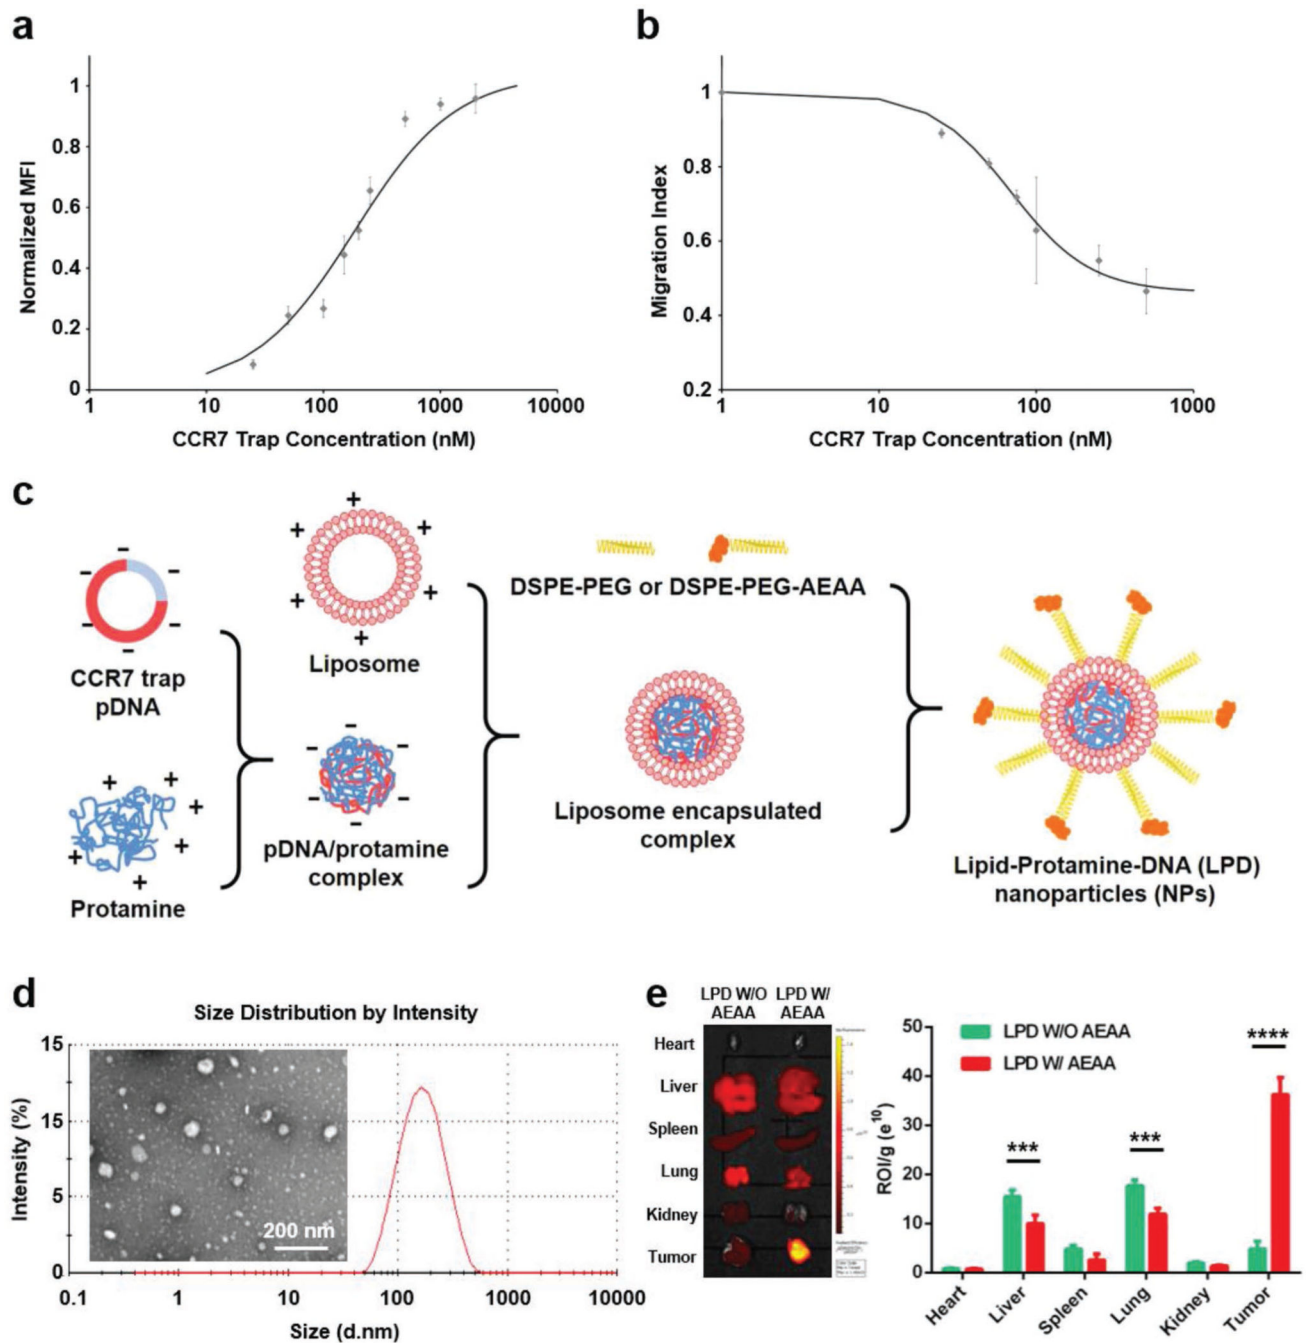 a
Normalized MFI
1
0.8
0.6
0.4
0.2
0
1 10 100 1000 10000
CCR7 Trap Concentration (nM)
b
Migration Index
1
0.8
0.6
0.4
0.2
1 10 100 1000
CCR7 Trap Concentration (nM)
c
CCR7 trap
pDNA
Protamine
Liposome
pDNA/protamine
complex
DSPE-PEG or DSPE-PEG-AEAA
Liposome encapsulated
complex
Lipid-Protamine-DNA (LPD)
nanoparticles (NPs)
d
Size Distribution by Intensity
Intensity (%)
15
15
5
0
200 nm
0.1 1 10 100 1000 10000
Size (d.nm)
e
LPD W/O
AEAA
LPD W/
AEAA
Heart
Liver
Spleen
Lung
Kidney
Tumor
ROI/g (e10)
50
40
30
20
10
0
LPD W/O AEAA
LPD W/ AEAA
***
***
****
Heart
Liver
Spleen
Lung
Kidney
Tumor